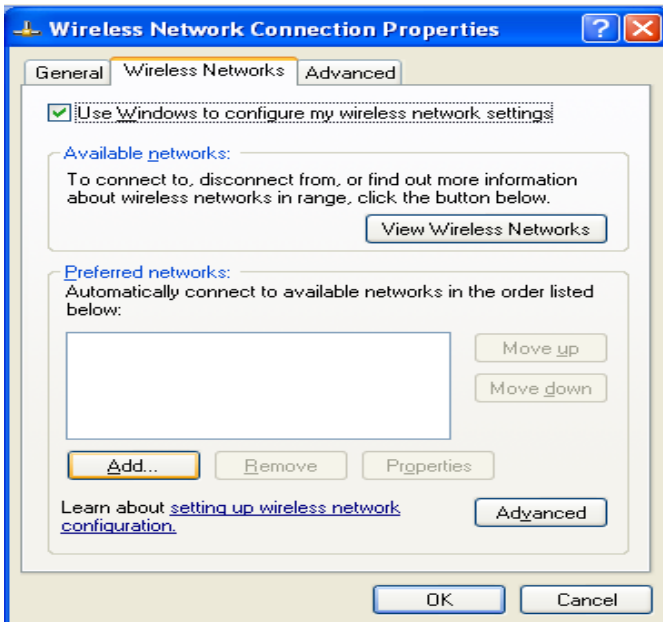 Wireless Network Connection Properties
General Wireless Networks Advanced
Use Windows to configure my wireless network settings
Available networks:
To connect to, disconnect from, or find out more information
about wireless networks in range, click the button below.
View Wireless Networks
Preferred networks:
Automatically connect to available networks in the order listed
below:
Move up
Move down
Add... Remove Properties
Learn about setting up wireless network
configuration.
Advanced
OK Cancel